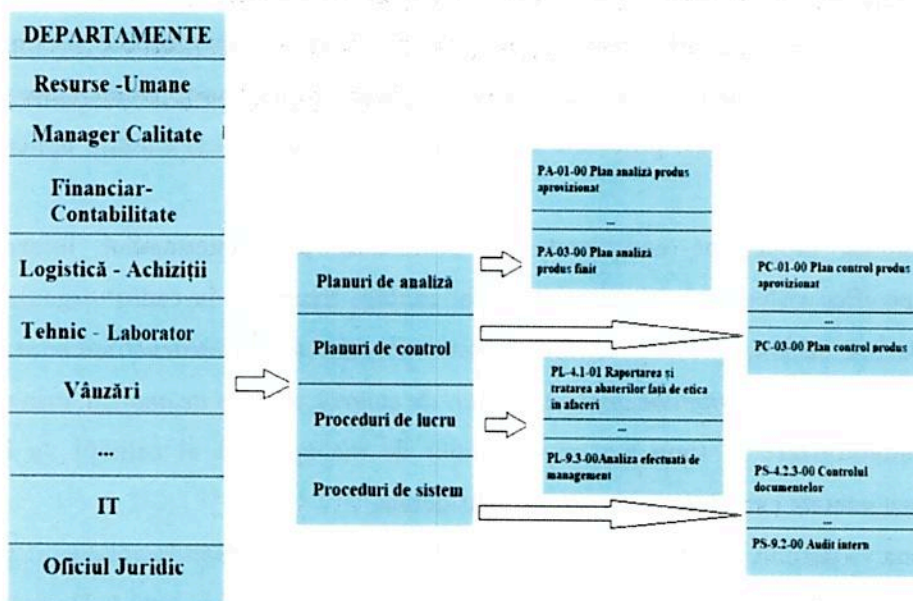 DEPARTAMENTE
Resurse -Umane
Manager Calitate
Financiar-
Contabilitate
Logistică - Achiziții
Tehnic - Laborator
Vânzări
...
IT
Oficiul Juridic
Planuri de analiză
Planuri de control
Proceduri de lucru
Proceduri de sistem
PA-01-00 Plan analiză produs
aprovizionat
...
PA-03-00 Plan analiză
produs finit
PC-01-00 Plan control produs
aprovizionat
...
PC-03-00 Plan control produs
PL-4.1-01 Raportarea și
tratarea abaterilor față de etica
in afaceri
...
PL-9.3-00Analiza efectuată de
management
PS-4.2.3-00 Controlul
documentelor
...
PS-9.2-00 Audit intern